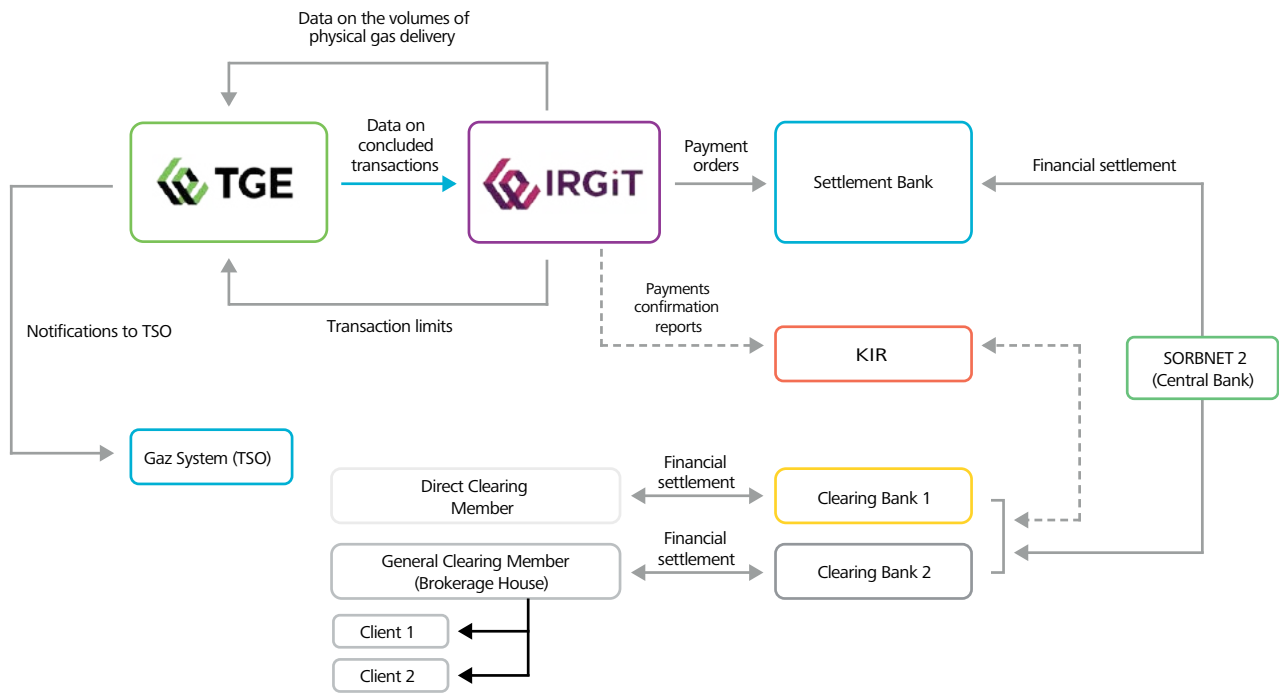 Data on the volumes of
physical gas delivery
TGE
Data on
concluded
transactions
IRGiT
Payment
orders
Settlement Bank
Financial settlement
Notifications to TSO
Transaction limits
Payments
confirmation
reports
KIR
SORBNET 2
(Central Bank)
Gaz System (TSO)
Direct Clearing
Member
Financial
settlement
Clearing Bank 1
General Clearing Member
(Brokerage House)
Financial
settlement
Clearing Bank 2
Client 1
Client 2